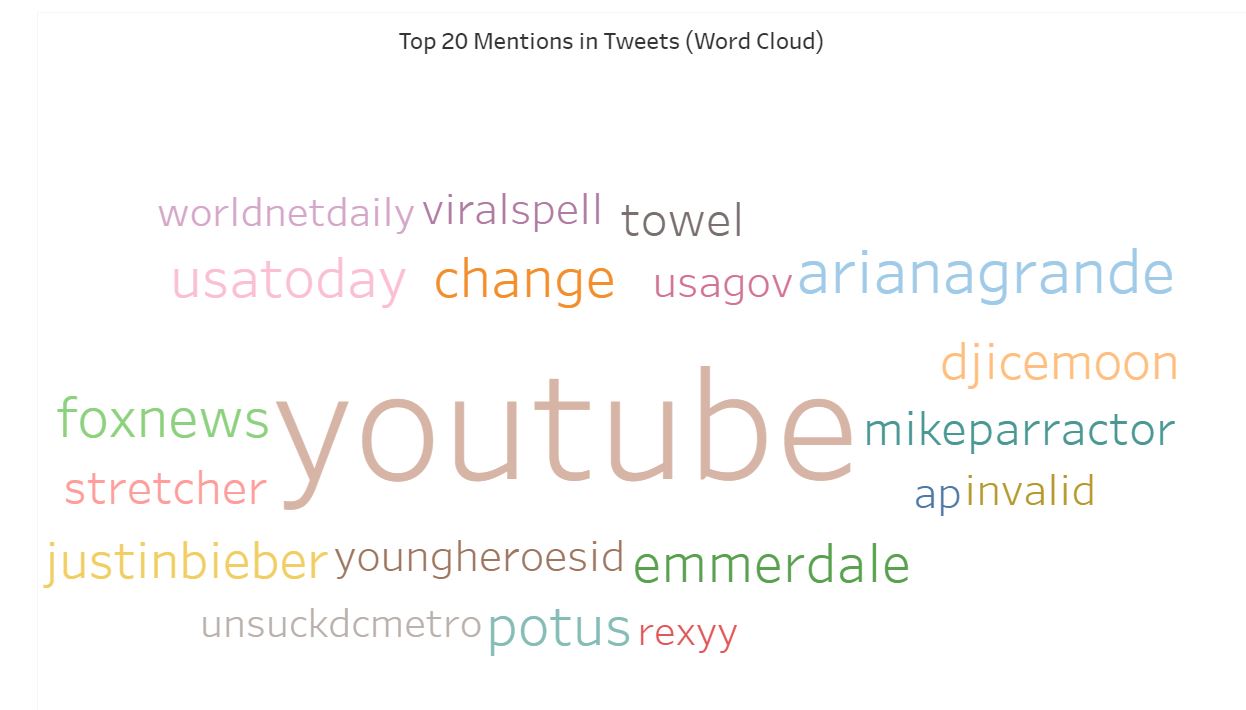 Top 20 Mentions in Tweets (Word Cloud)
worldnetdaily viralspell towel
usatoday change usagov arianagrande
djicemoon
foxnews youtube mikeparractor
stretcher ap invalid
justinbieber youngheroesid emmerdale
unsuckdcmetro potus rexyy